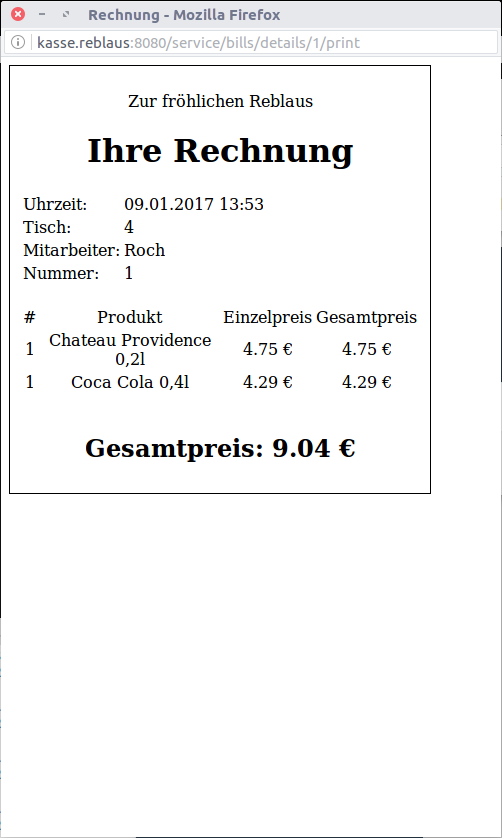 Rechnung - Mozilla Firefox
kasse.reblaus:8080/service/bills/details/1/print
Zur fröhlichen Reblaus
Ihre Rechnung
Uhrzeit: 09.01.2017 13:53
Tisch: 4
Mitarbeiter: Roch
Nummer: 1
# Produkt Einzelpreis Gesamtpreis
1 Chateau Providence 0,2l 4.75 € 4.75 €
1 Coca Cola 0,4l 4.29 € 4.29 €
Gesamtpreis: 9.04 €